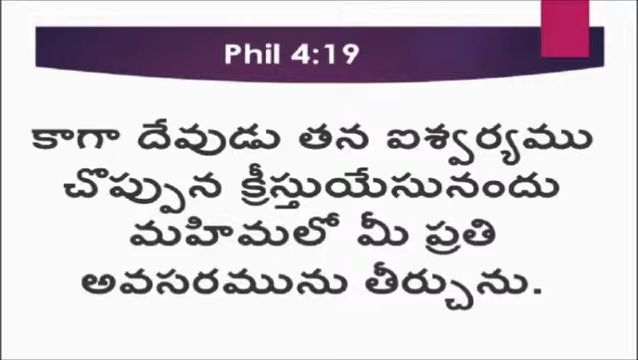 Phil 4:19
కాగా దేవుడు తన ఐశ్వర్యము
చొప్పున క్రీస్తుయేసునందు
మహిమలో మీ ప్రతి
అవసరమును తీర్చును.